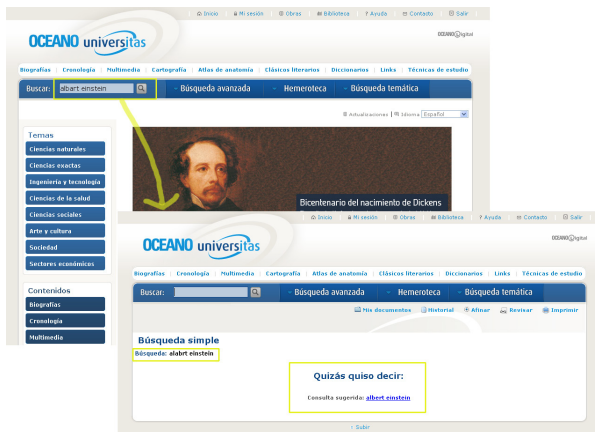 Inicio | Mi sesión | Obras | Biblioteca | ? Ayuda | Contacto | Salir
OCEANO universitas
OCEANO Digital
Biografías | Cronología | Multimedia | Cartografía | Atlas de anatomía | Clásicos literarios | Diccionarios | Links | Técnicas de estudio
Buscar: albart einstein
Búsqueda avanzada
Hemeroteca
Búsqueda temática
Actualizaciones | Idioma Español
Temas
Ciencias naturales
Ciencias exactas
Ingeniería y tecnología
Ciencias de la salud
Ciencias sociales
Arte y cultura
Sociedad
Sectores económicos
Contenidos
Biografías
Cronología
Multimedia
Bicentenario del nacimiento de Dickens
Inicio | Mi sesión | Obras | Biblioteca | ? Ayuda | Contacto | Salir
OCEANO universitas
OCEANO Digital
Biografías | Cronología | Multimedia | Cartografía | Atlas de anatomía | Clásicos literarios | Diccionarios | Links | Técnicas de estudio
Buscar:
Búsqueda avanzada
Hemeroteca
Búsqueda temática
Mis documentos | Historial | Afinar | Revisar | Imprimir
Búsqueda simple
Búsqueda: alabrt einstein
Quizás quiso decir:
Consulta sugerida: albert einstein
Subir